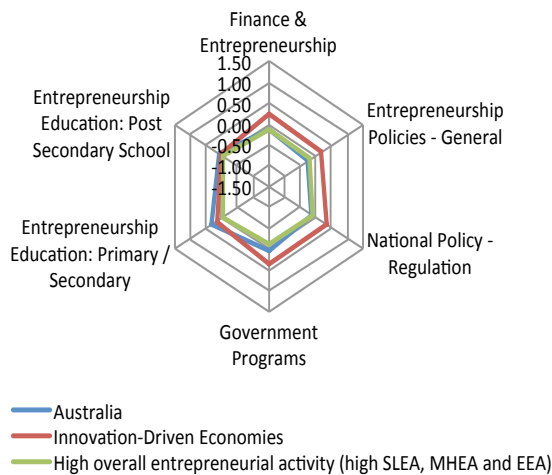 Finance &
Entrepreneurship
1.50
1.00
0.50
0.00
-0.50
-1.00
-1.50
Entrepreneurship
Policies - General
National Policy -
Regulation
Government
Programs
Entrepreneurship
Education: Primary /
Secondary
Entrepreneurship
Education: Post
Secondary School
Australia
Innovation-Driven Economies
High overall entrepreneurial activity (high SLEA, MHEA and EEA)